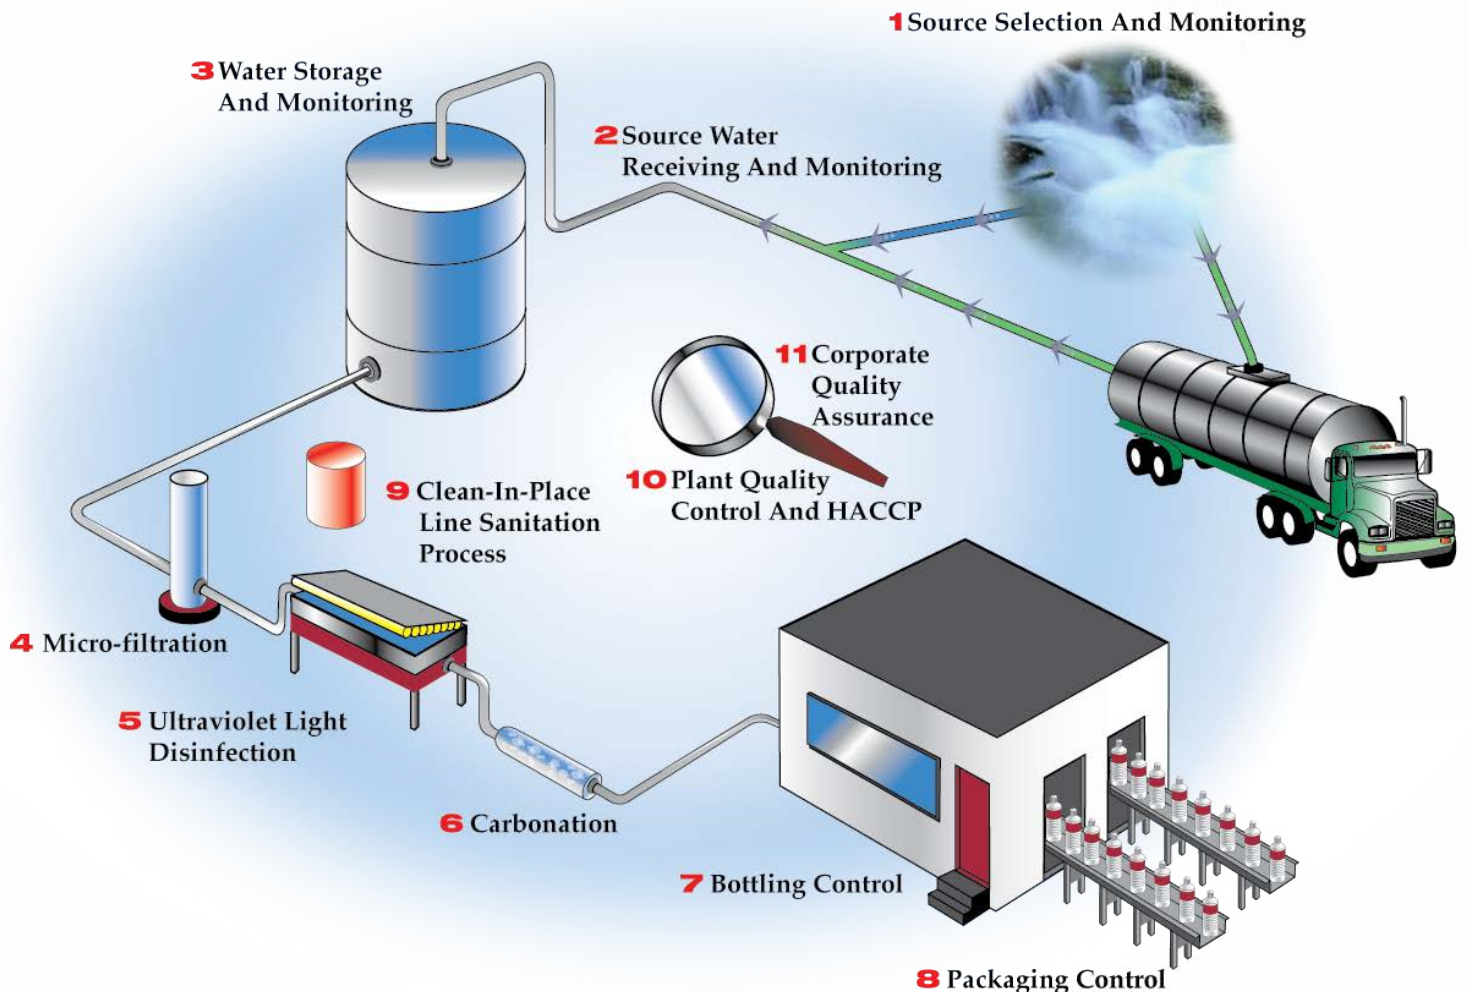 1 Source Selection And Monitoring
2 Source Water
Receiving And Monitoring
3 Water Storage
And Monitoring
4 Micro-filtration
5 Ultraviolet Light
Disinfection
6 Carbonation
7 Bottling Control
8 Packaging Control
9 Clean-In-Place
Line Sanitation
Process
10 Plant Quality
Control And HACCP
11 Corporate
Quality
Assurance